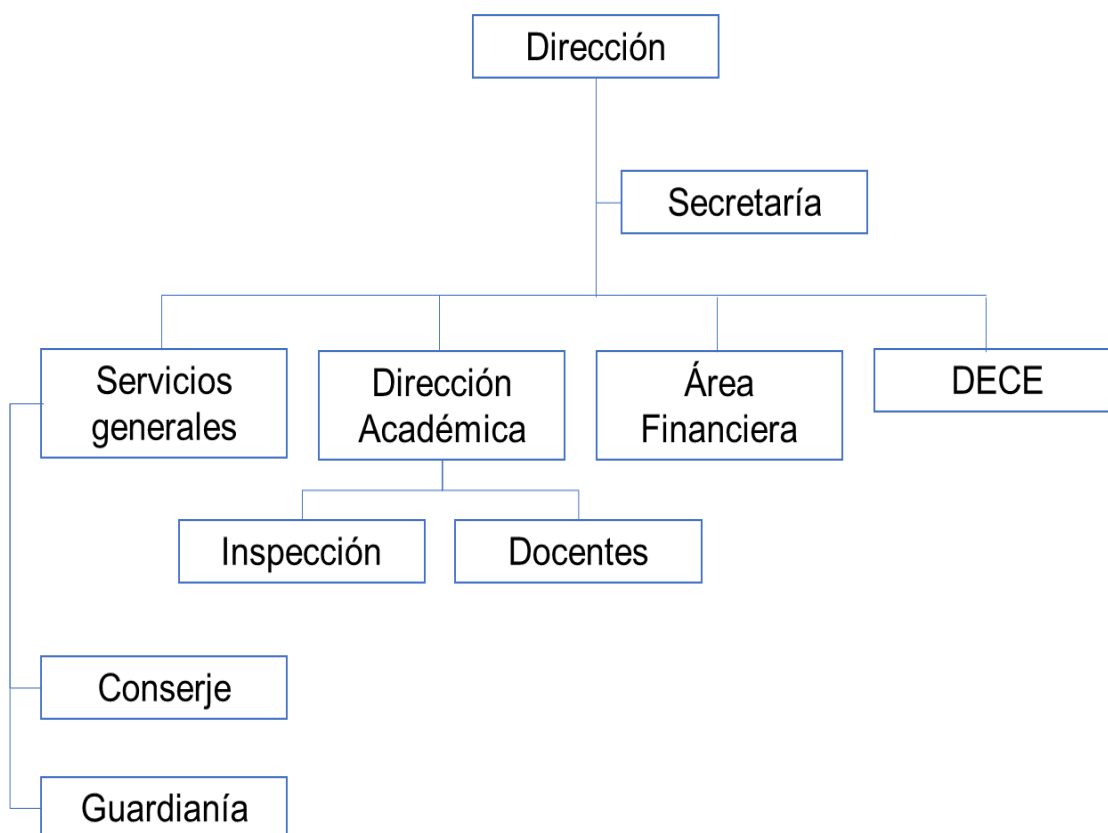 Dirección
Secretaría
Servicios
generales
Dirección
Académica
Área
Financiera
DECE
Inspección
Docentes
Conserje
Guardianía